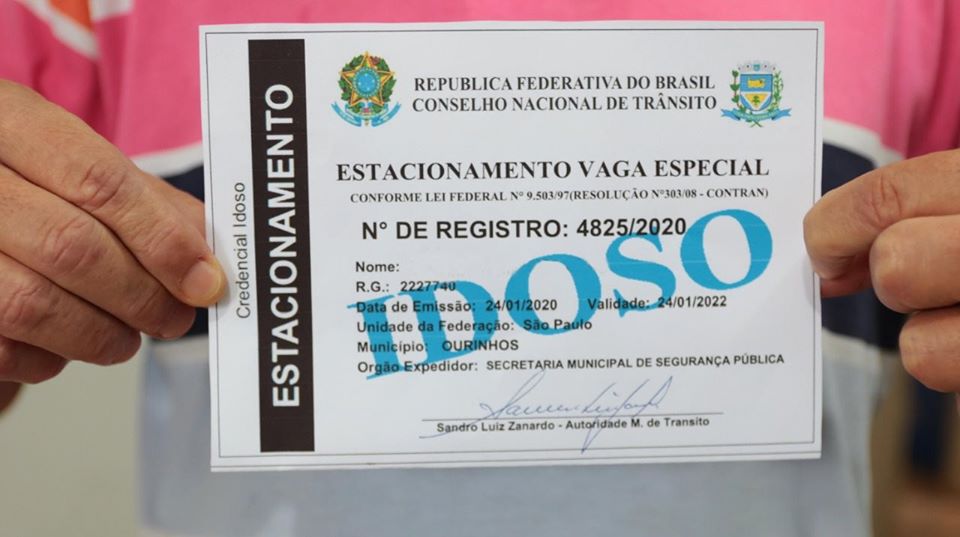 Credencial Idoso
ESTACIONAMENTO
REPUBLICA FEDERATIVA DO BRASIL
CONSELHO NACIONAL DE TRÂNSITO
ESTACIONAMENTO VAGA ESPECIAL
CONFORME LEI FEDERAL Nº 9.503/97(RESOLUÇÃO Nº303/08 - CONTRAN)
N° DE REGISTRO: 4825/2020
IDOSO
Nome:
R.G.: 2227740
Data de Emissão: 24/01/2020 Validade: 24/01/2022
Unidade da Federação: São Paulo
Município: OURINHOS
Orgão Expedidor: SECRETARIA MUNICIPAL DE SEGURANÇA PÚBLICA
Sandro Luiz Zanardo - Autoridade M. de Transito